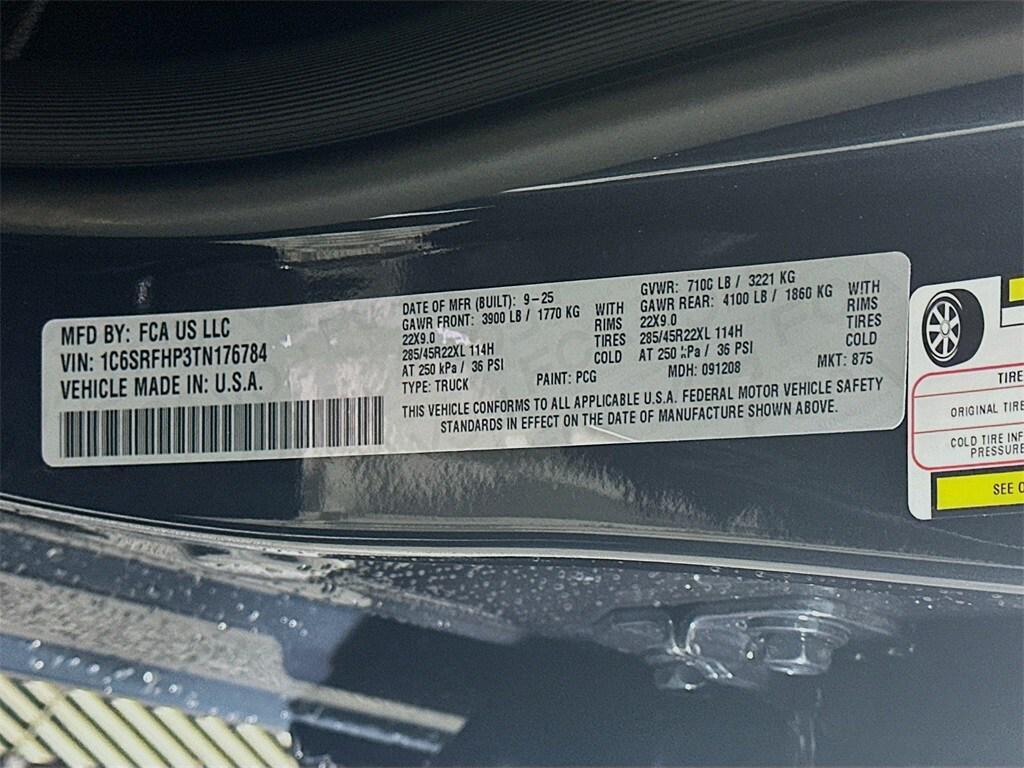 MFD BY: FCA US LLC
VIN: 1C6SRFHP3TN176784
VEHICLE MADE IN: U.S.A.
DATE OF MFR (BUILT): 9-25
GAWR FRONT: 3900 LB / 1770 KG WITH
22X9.0 RIMS
285/45R22XL 114H TIRES
AT 250 kPa / 36 PSI COLD
TYPE: TRUCK PAINT: PCG
GVWR: 7100 LB / 3221 KG
GAWR REAR: 4100 LB / 1860 KG WITH
22X9.0 RIMS
285/45R22XL 114H TIRES
AT 250 kPa / 36 PSI COLD
MDH: 091208 MKT: 875
THIS VEHICLE CONFORMS TO ALL APPLICABLE U.S.A. FEDERAL MOTOR VEHICLE SAFETY
STANDARDS IN EFFECT ON THE DATE OF MANUFACTURE SHOWN ABOVE.
TIRE
ORIGINAL TIRE
COLD TIRE INF
PRESSURE
SEE O